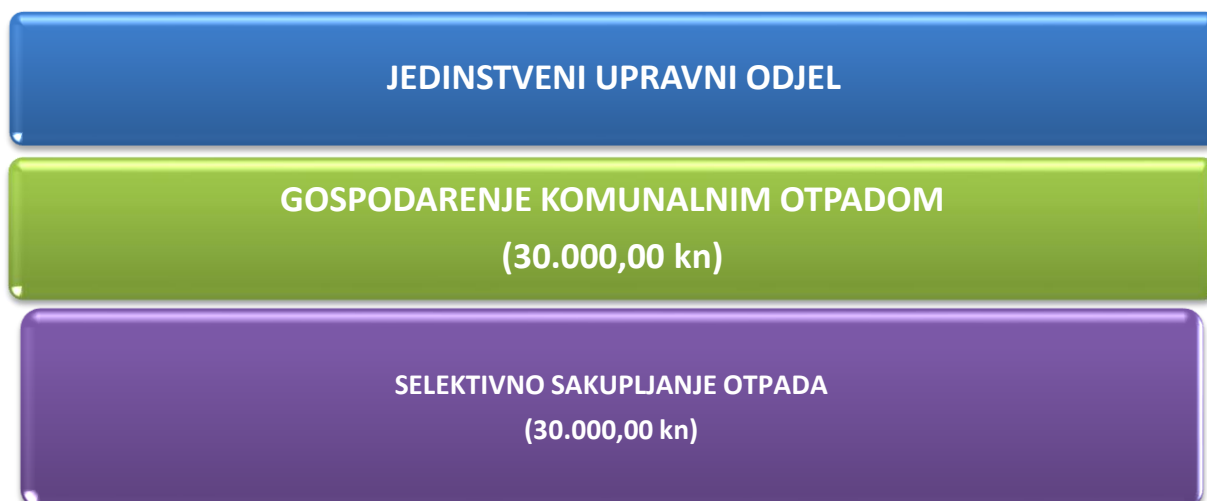 JEDINSTVENI UPRAVNI ODJEL
GOSPODARENJE KOMUNALNIM OTPADOM
(30.000,00 kn)
SELEKTIVNO SAKUPLJANJE OTPADA
(30.000,00 kn)